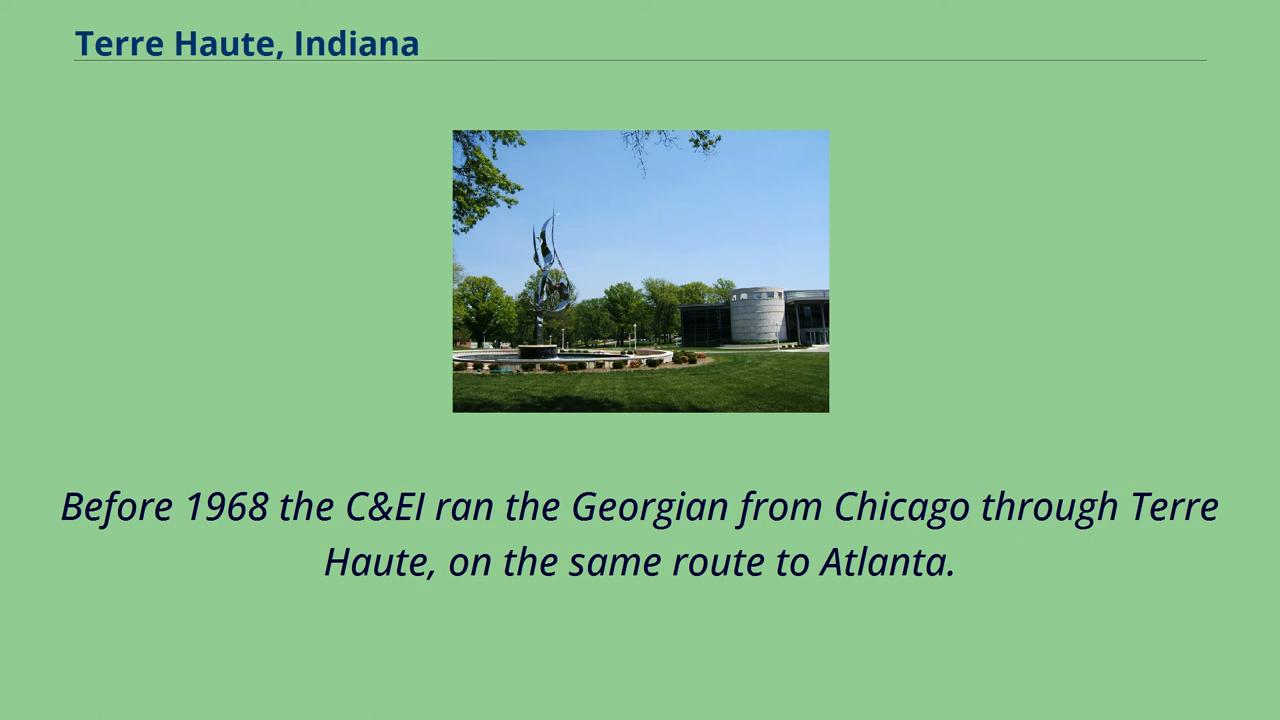 Terre Haute, Indiana
Before 1968 the C&EI ran the Georgian from Chicago through Terre
Haute, on the same route to Atlanta.